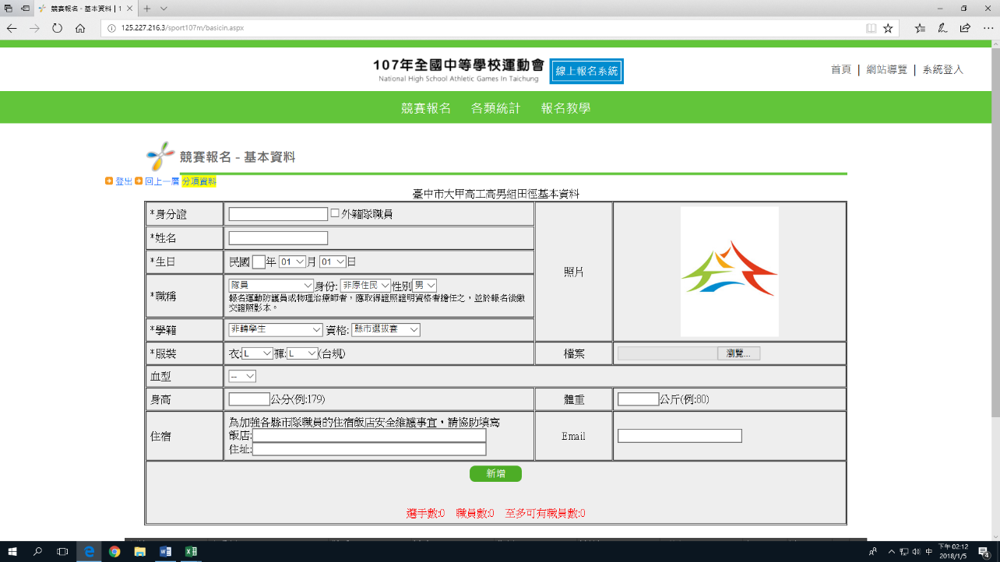 競賽報名 - 基本資料 | 1
125.227.216.3/sport107m/basicin.aspx
107年全國中等學校運動會 線上報名系統
National High School Athletic Games In Taichung
首頁 | 網站導覽 | 系統登入
競賽報名 各類統計 報名教學
競賽報名 - 基本資料
登出 回上一層 分項資料
臺中市大甲高工高男組田徑基本資料
*身分證 外籍隊職員
*姓名
*生日 民國 年 01 月 01 日
照片
*職稱 隊員 身份: 非原住民 性別 男
報名運動防護員或物理治療師者，應取得證照證明資格者擔任之，並於報名後繳
交證照影本。
*學籍 非轉學生 資格: 縣市選拔賽
*服裝 衣:L 褲:L (台規) 檔案 瀏覽...
血型 --
身高 公分(例:179) 體重 公斤(例:80)
住宿 為加強各縣市隊職員的住宿飯店安全維護事宜，請協助填寫
飯店:
住址:
Email
新增
選手數:0 職員數:0 至多可有職員數:0
中 下午 02:12
2018/1/5
4